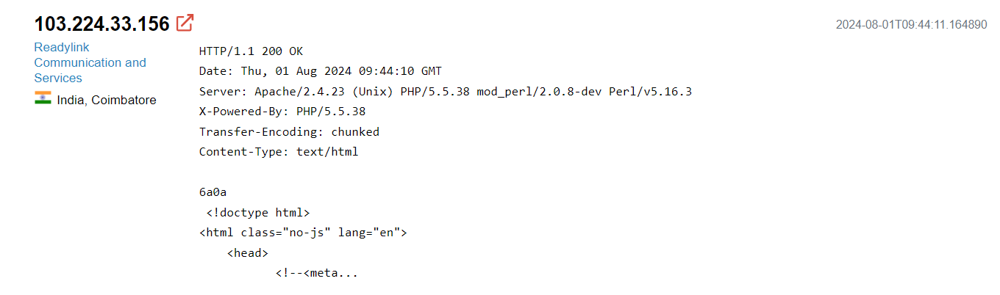 103.224.33.156
2024-08-01T09:44:11.164890
Readylink
Communication and
Services
India, Coimbatore
HTTP/1.1 200 OK
Date: Thu, 01 Aug 2024 09:44:10 GMT
Server: Apache/2.4.23 (Unix) PHP/5.5.38 mod_perl/2.0.8-dev Perl/v5.16.3
X-Powered-By: PHP/5.5.38
Transfer-Encoding: chunked
Content-Type: text/html
6a0a
<!doctype html>
<html class="no-js" lang="en">
<head>
<!--<meta...